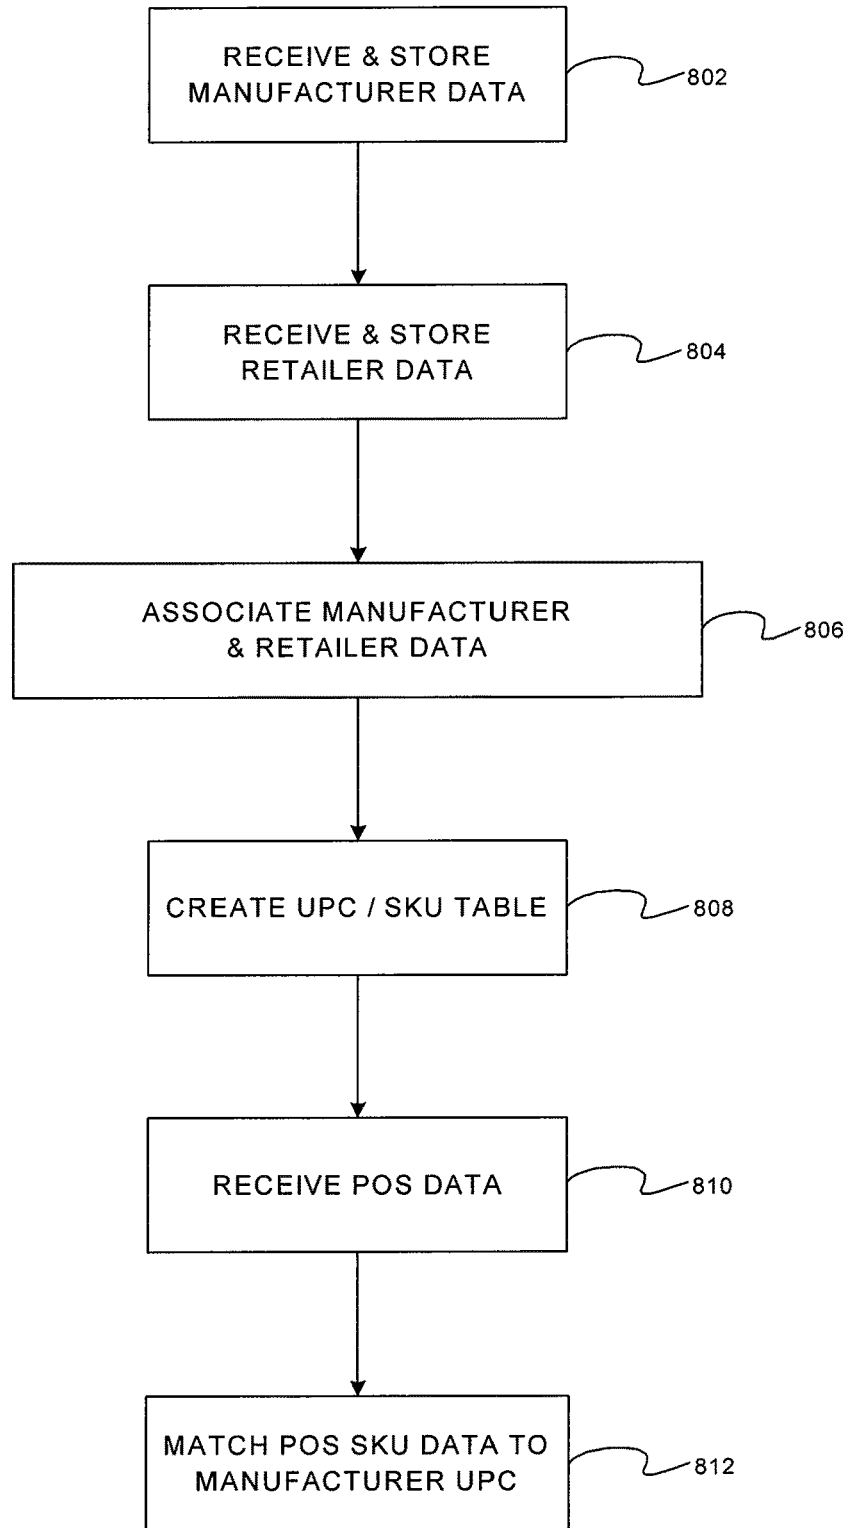 RECEIVE & STORE
MANUFACTURER DATA
802
RECEIVE & STORE
RETAILER DATA
804
ASSOCIATE MANUFACTURER
& RETAILER DATA
806
CREATE UPC / SKU TABLE
808
RECEIVE POS DATA
810
MATCH POS SKU DATA TO
MANUFACTURER UPC
812